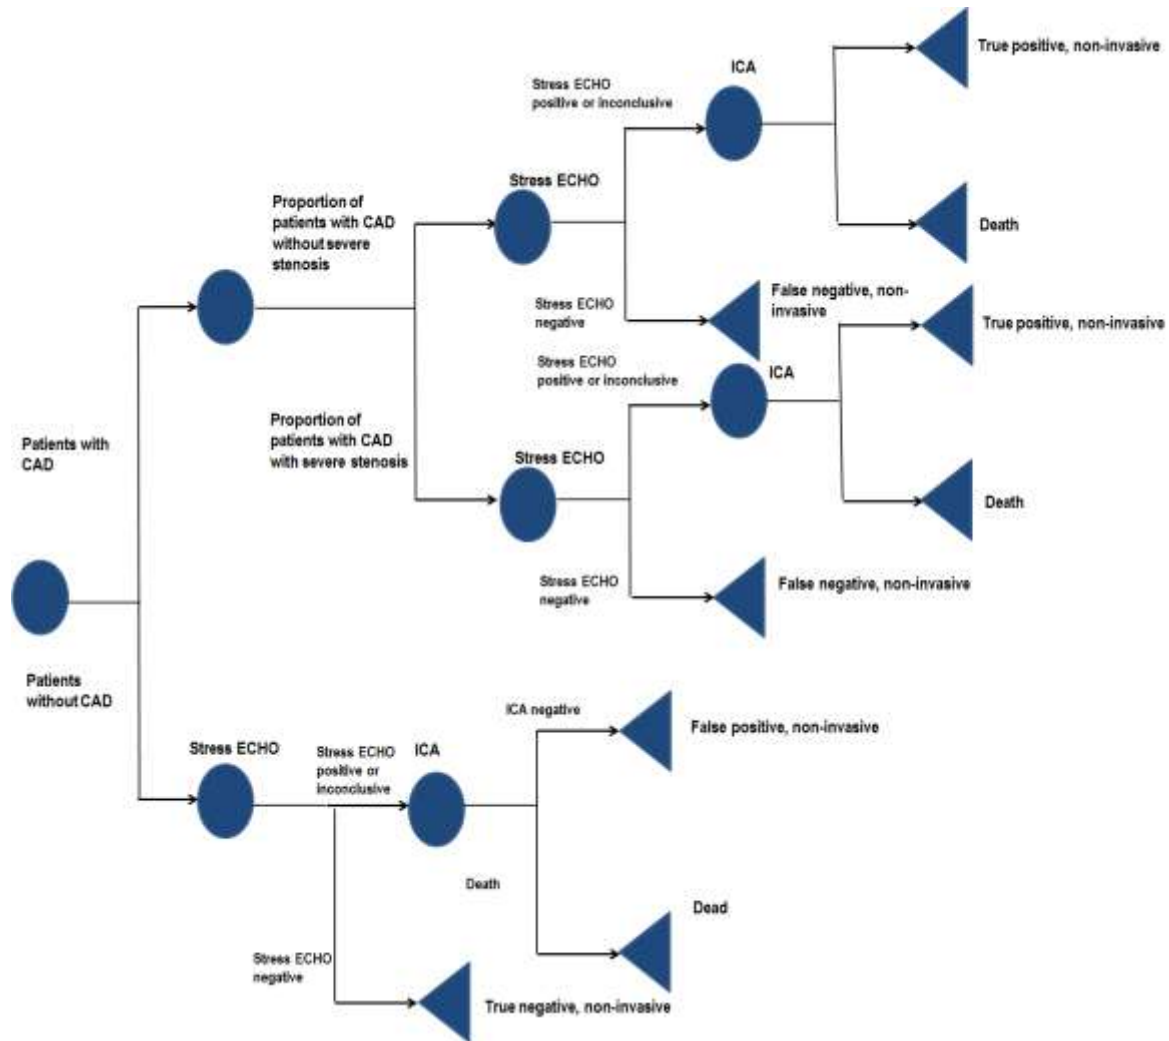 ICA
True positive, non-invasive
Stress ECHO
positive or inconclusive
Stress ECHO
Proportion of
patients with CAD
without severe
stenosis
Death
Stress ECHO
negative
False negative, non-
invasive
True positive, non-invasive
Stress ECHO
positive or inconclusive
ICA
Proportion of
patients with CAD
with severe stenosis
Patients with
CAD
Stress ECHO
Death
Stress ECHO
negative
False negative, non-invasive
Patients
without CAD
ICA negative
False positive, non-invasive
Stress ECHO
Stress ECHO
positive or
inconclusive
ICA
Death
Dead
Stress ECHO
negative
True negative, non-invasive